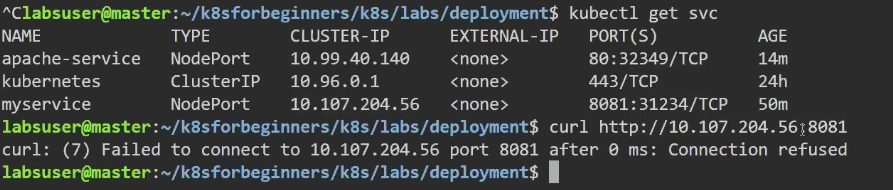 ^Clabsuser@master:~/k8sforbeginners/k8s/labs/deployment$ kubectl get svc
NAME TYPE CLUSTER-IP EXTERNAL-IP PORT(S) AGE
apache-service NodePort 10.99.40.140 <none> 80:32349/TCP 14m
kubernetes ClusterIP 10.96.0.1 <none> 443/TCP 24h
myservice NodePort 10.107.204.56 <none> 8081:31234/TCP 50m
labsuser@master:~/k8sforbeginners/k8s/labs/deployment$ curl http://10.107.204.56:8081
curl: (7) Failed to connect to 10.107.204.56 port 8081 after 0 ms: Connection refused
labsuser@master:~/k8sforbeginners/k8s/labs/deployment$